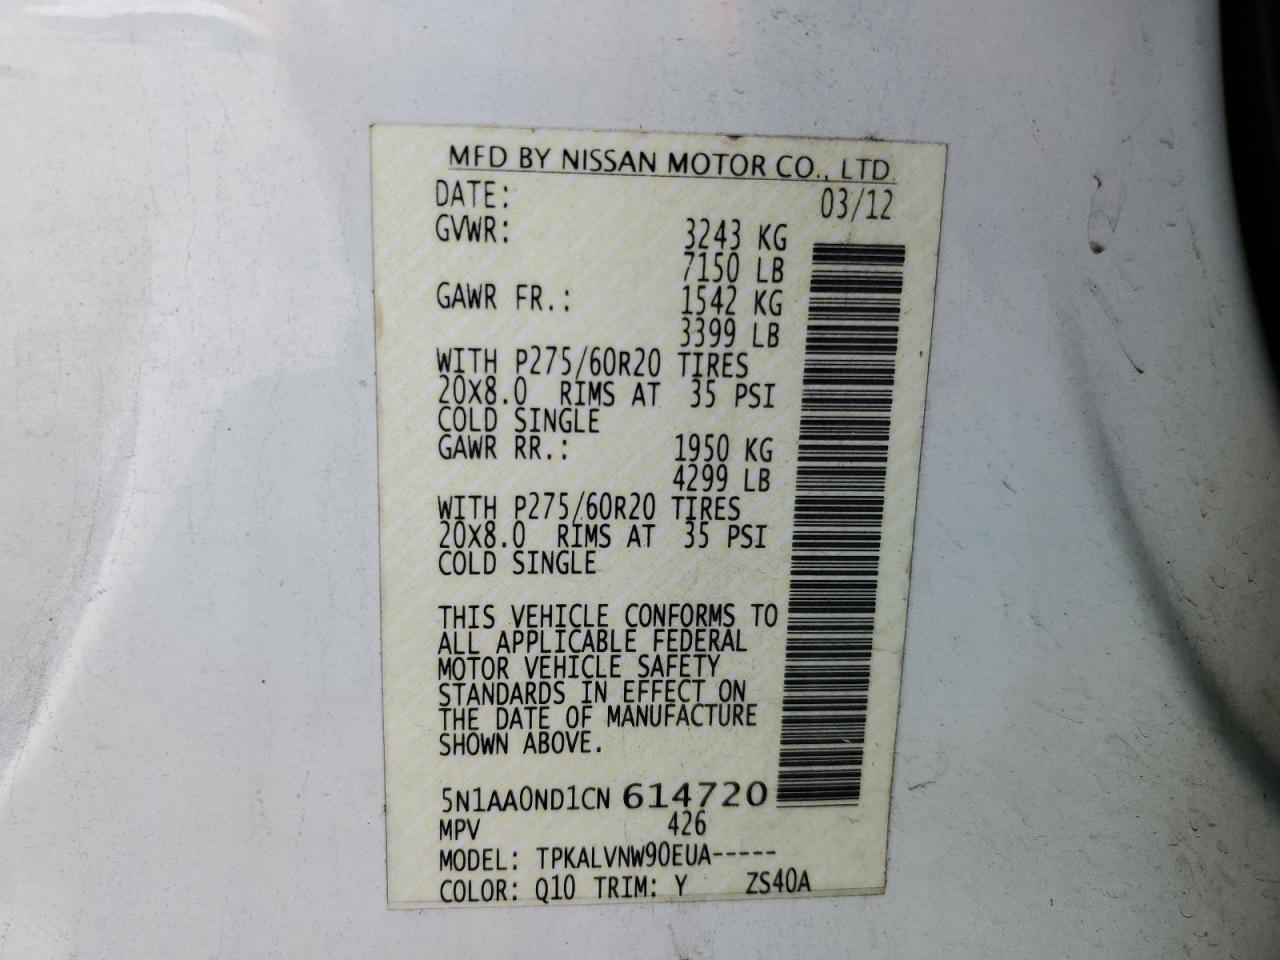 MFD BY NISSAN MOTOR CO., LTD.
DATE: 03/12
GVWR: 3243 KG
7150 LB
GAWR FR.: 1542 KG
3399 LB
WITH P275/60R20 TIRES
20X8.0 RIMS AT 35 PSI
COLD SINGLE
GAWR RR.: 1950 KG
4299 LB
WITH P275/60R20 TIRES
20X8.0 RIMS AT 35 PSI
COLD SINGLE
THIS VEHICLE CONFORMS TO
ALL APPLICABLE FEDERAL
MOTOR VEHICLE SAFETY
STANDARDS IN EFFECT ON
THE DATE OF MANUFACTURE
SHOWN ABOVE.
5N1AA0ND1CN 614720
MPV 426
MODEL: TPKALVNW90EUA-----
COLOR: Q10 TRIM: Y ZS40A